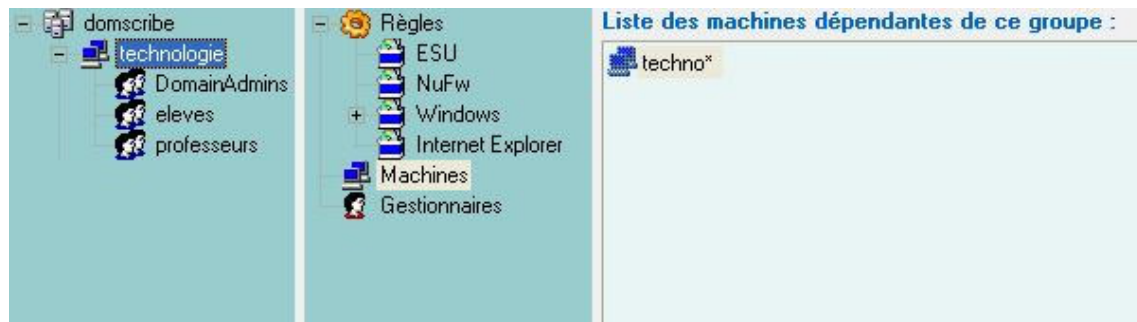 domscribe
technologie
DomainAdmins
eleves
professeurs
Règles
ESU
NuFw
Windows
Internet Explorer
Machines
Gestionnaires
Liste des machines dépendantes de ce groupe :
techno*